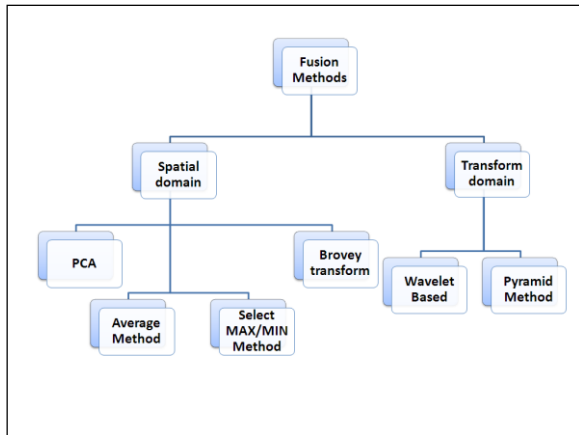 Fusion
Methods
Spatial
domain
Transform
domain
PCA
Brovey
transform
Wavelet
Based
Pyramid
Method
Average
Method
Select
MAX/MIN
Method